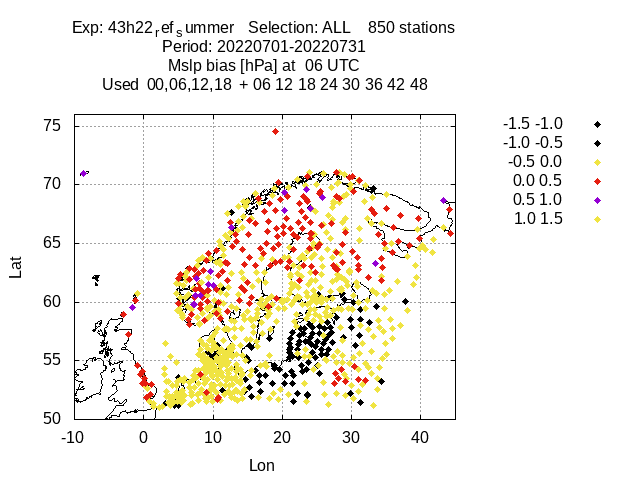 Exp: 43h22refsummer Selection: ALL 850 stations
Period: 20220701-20220731
Mslp bias [hPa] at 06 UTC
Used 00,06,12,18 + 06 12 18 24 30 36 42 48
-1.5 -1.0
-1.0 -0.5
-0.5 0.0
0.0 0.5
0.5 1.0
1.0 1.5
75
70
65
60
55
50
Lat
-10 0 10 20 30 40
Lon